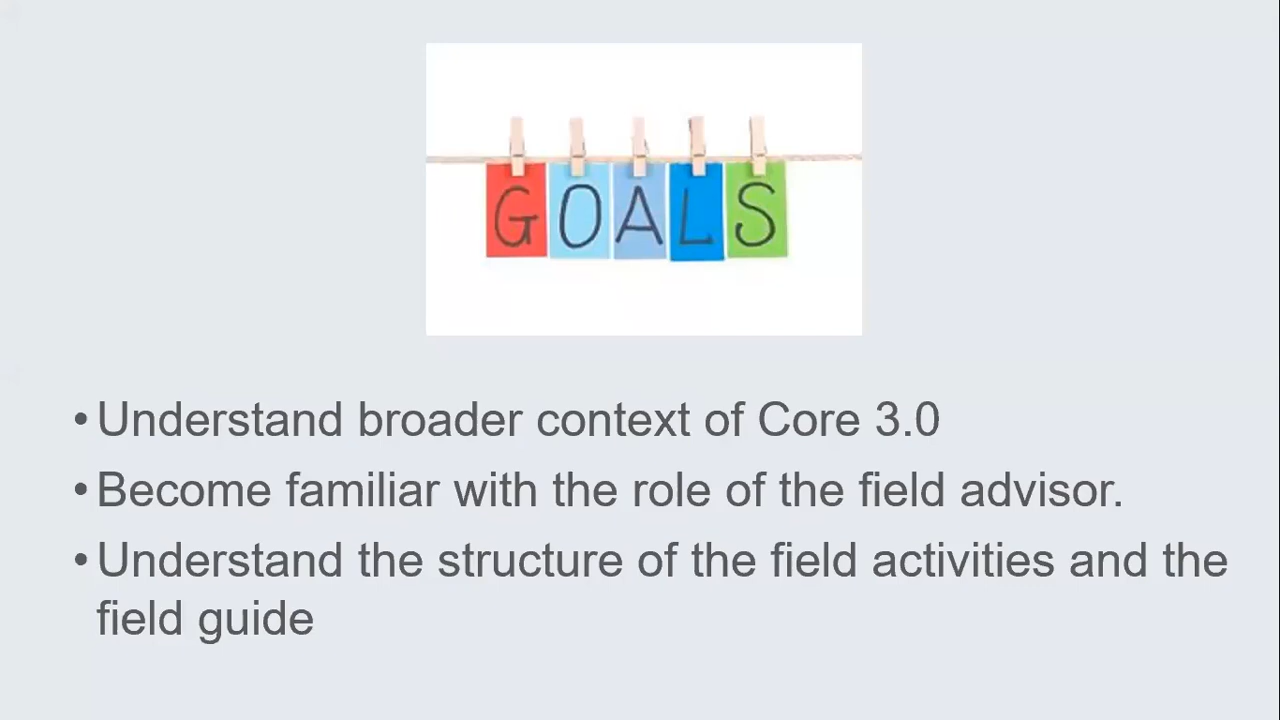 GOALS
•Understand broader context of Core 3.0
•Become familiar with the role of the field advisor.
•Understand the structure of the field activities and the
field guide